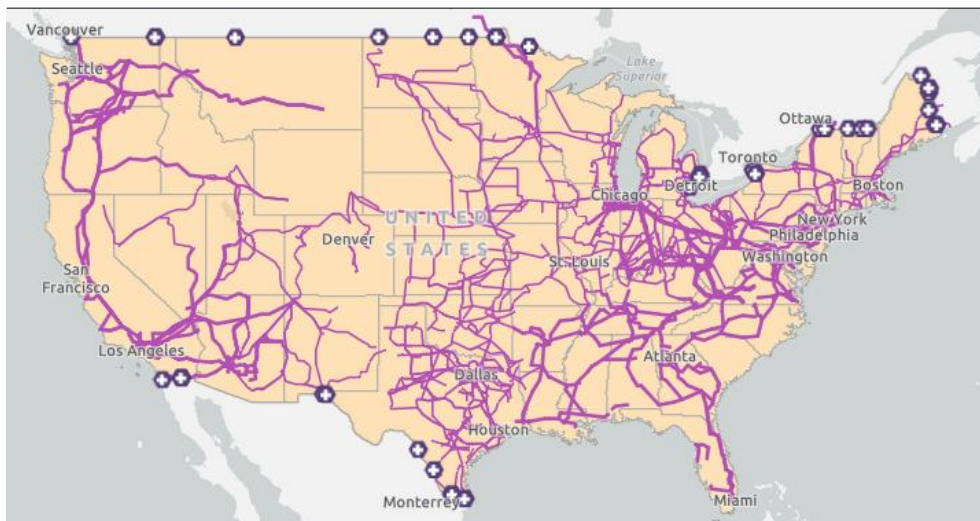 Vancouver
Seattle
Lake
Superior
Ottawa
Toronto
Detroit
Chicago
Boston
New York
Philadelphia
Washington
UNITED
STATES
Denver
St. Louis
San
Francisco
Los Angeles
Atlanta
Dallas
Houston
Monterrey
Miami